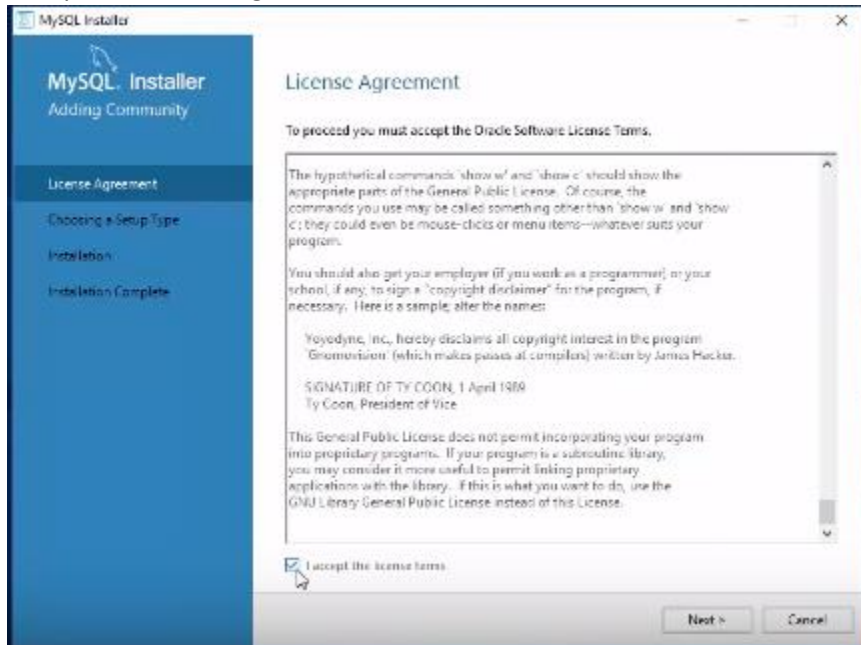 MySQL Installer
MySQL. Installer
Adding Community
License Agreement
Choosing a Setup Type
Installation
Installation Complete
License Agreement
To proceed you must accept the Oracle Software License Terms.
The hypothetical commands `show w' and `show c' should show the
appropriate parts of the General Public License. Of course, the
commands you use may be called something other than `show w' and `show
c'; they could even be mouse-clicks or menu items--whatever suits your
program.
You should also get your employer (if you work as a programmer) or your
school, if any, to sign a "copyright disclaimer" for the program, if
necessary. Here is a sample; alter the names:
Yoyodyne, Inc., hereby disclaims all copyright interest in the program
`Gnomovision' (which makes passes at compilers) written by James Hacker.
SIGNATURE OF TY COON, 1 April 1989
Ty Coon, President of Vice
This General Public License does not permit incorporating your program
into proprietary programs. If your program is a subroutine library,
you may consider it more useful to permit linking proprietary
applications with the library. If this is what you want to do, use the
GNU Library General Public License instead of this License.
I accept the license terms
Next >
Cancel